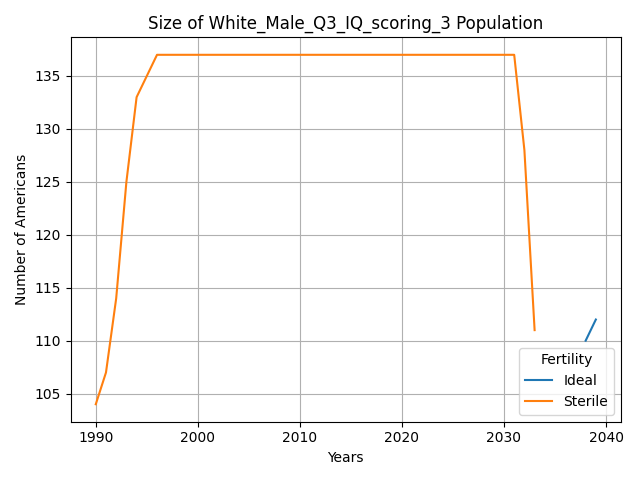 Size of White_Male_Q3_IQ_scoring_3 Population
Number of Americans
135
130
125
120
115
110
105
Fertility
Ideal
Sterile
1990 2000 2010 2020 2030 2040
Years